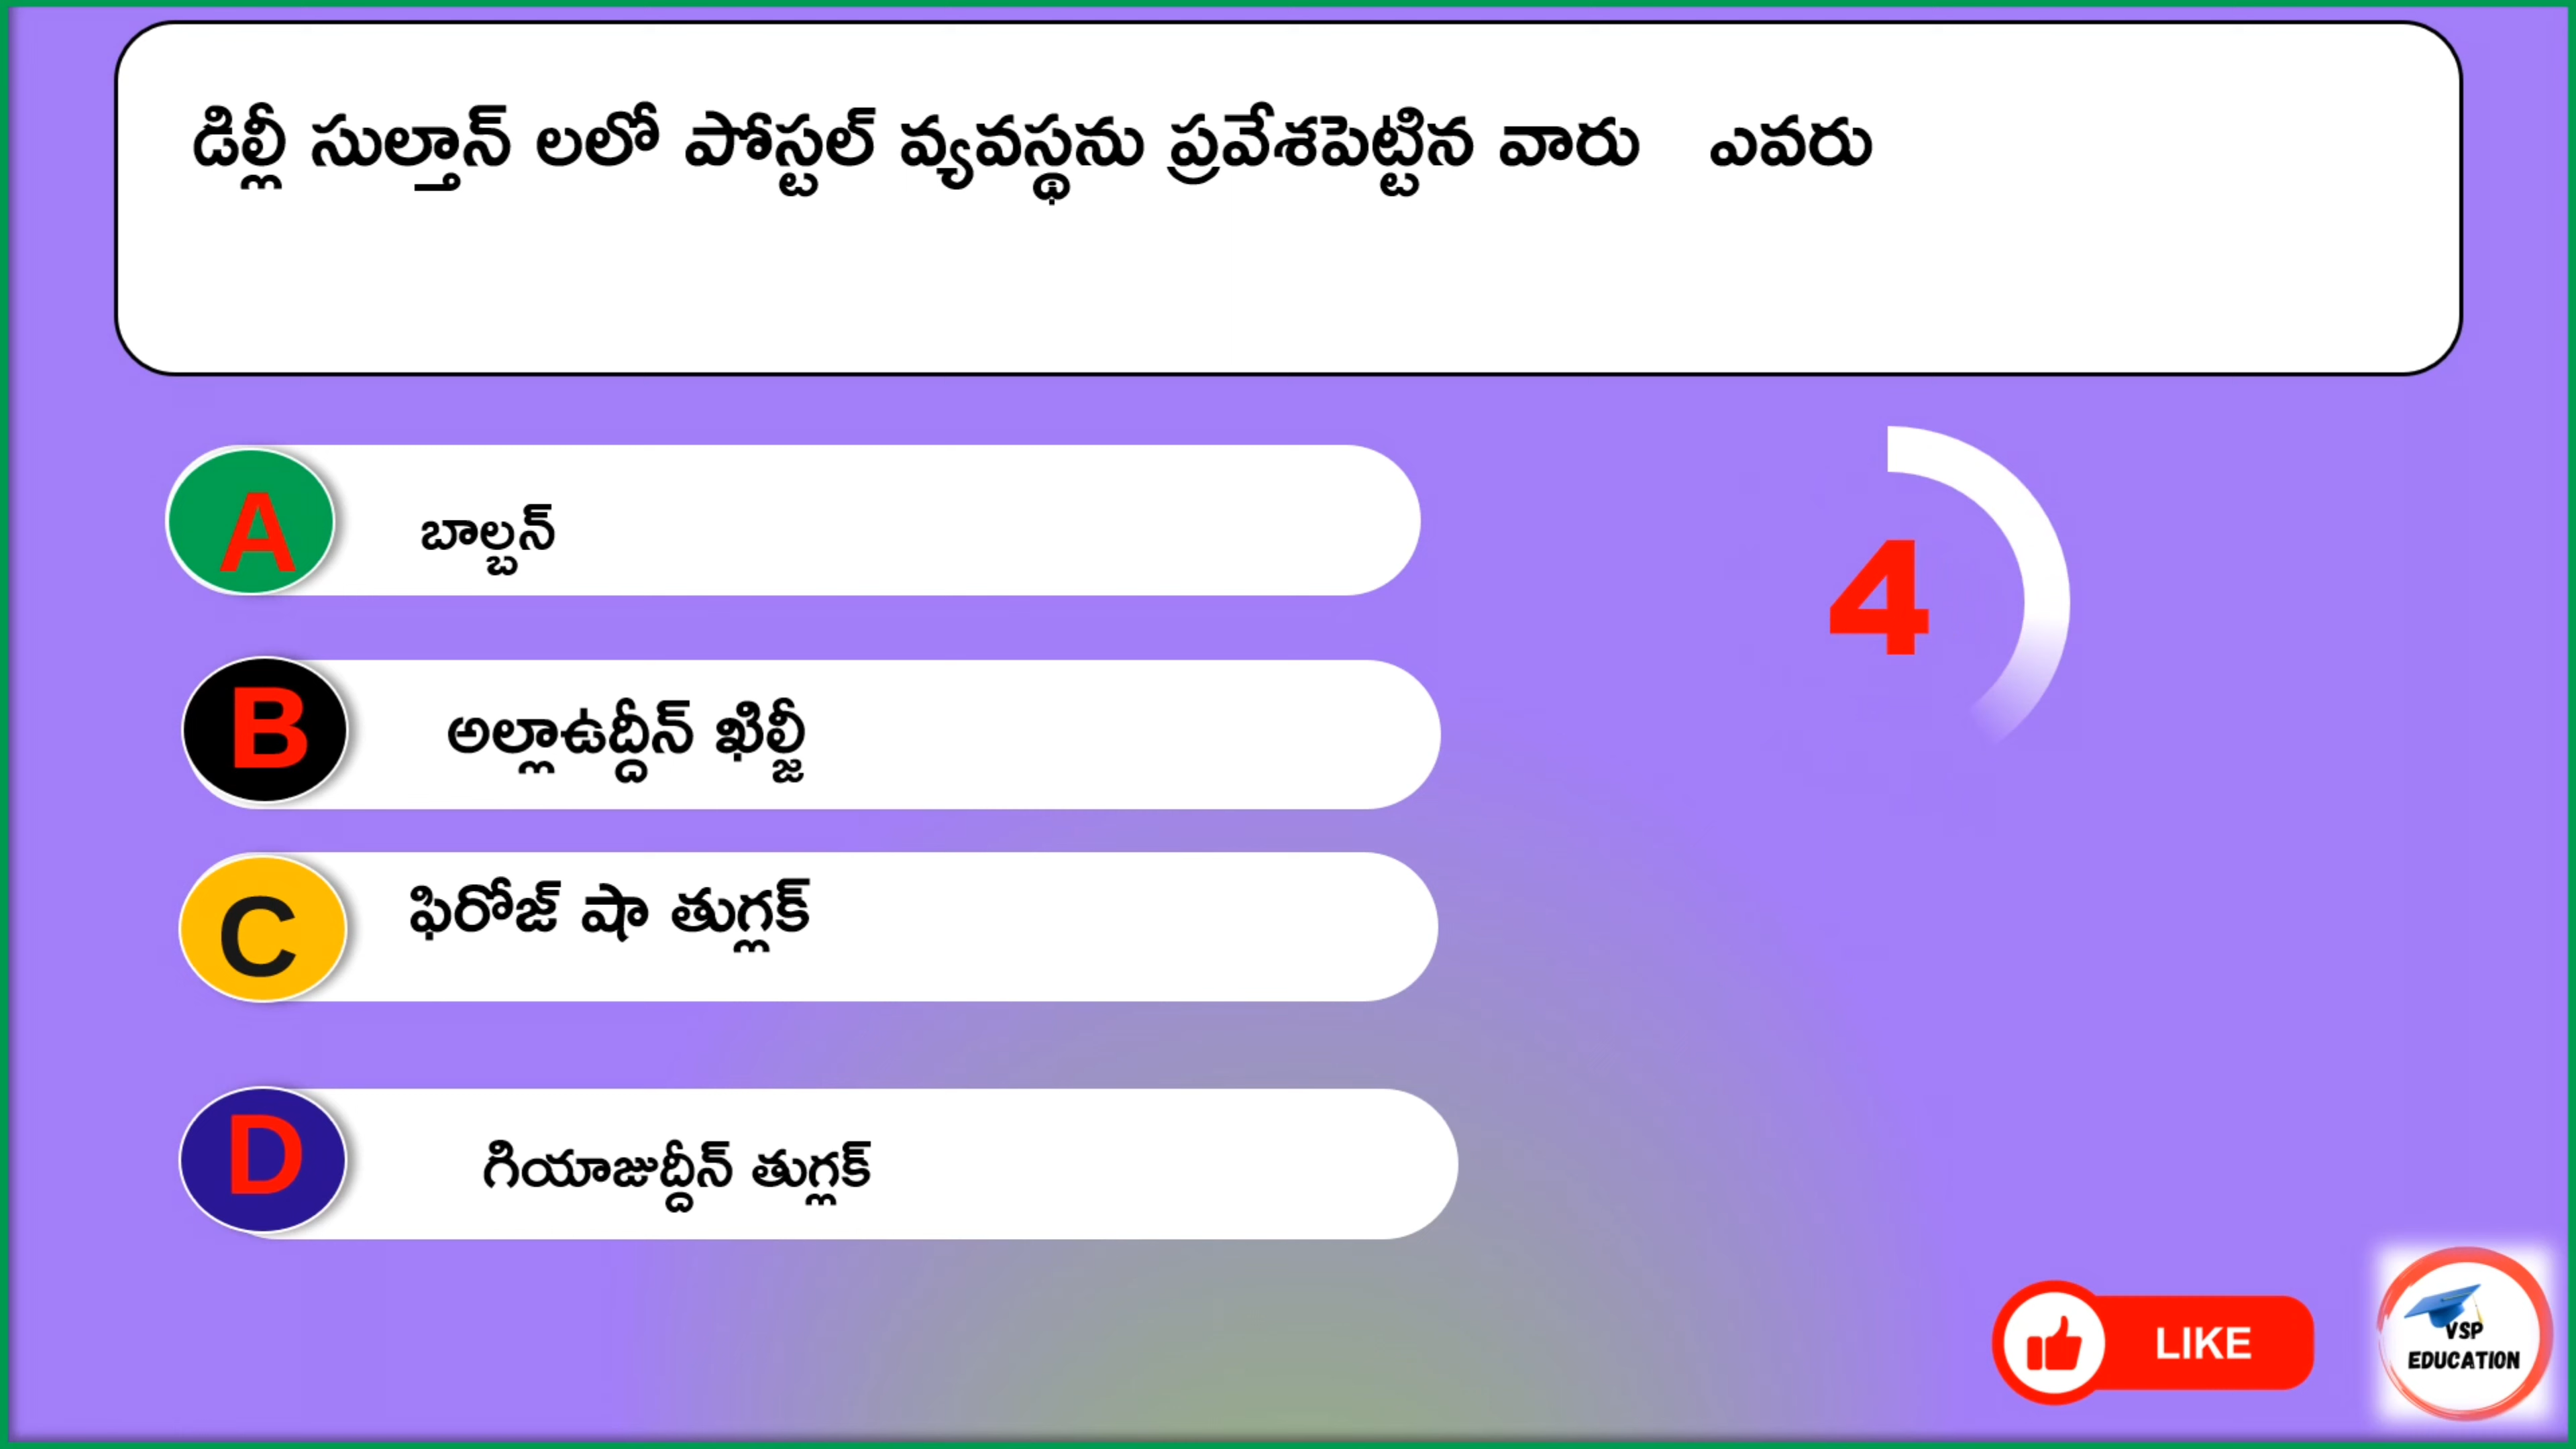 డిల్లీ సుల్తాన్ లలో పోస్టల్ వ్యవస్థను ప్రవేశపెట్టిన వారు ఎవరు
A బాల్బన్
4
B అల్లాఉద్దీన్ ఖిల్జీ
C ఫిరోజ్ షా తుగ్లక్
D గియాజుద్దీన్ తుగ్లక్
LIKE
VSP
EDUCATION